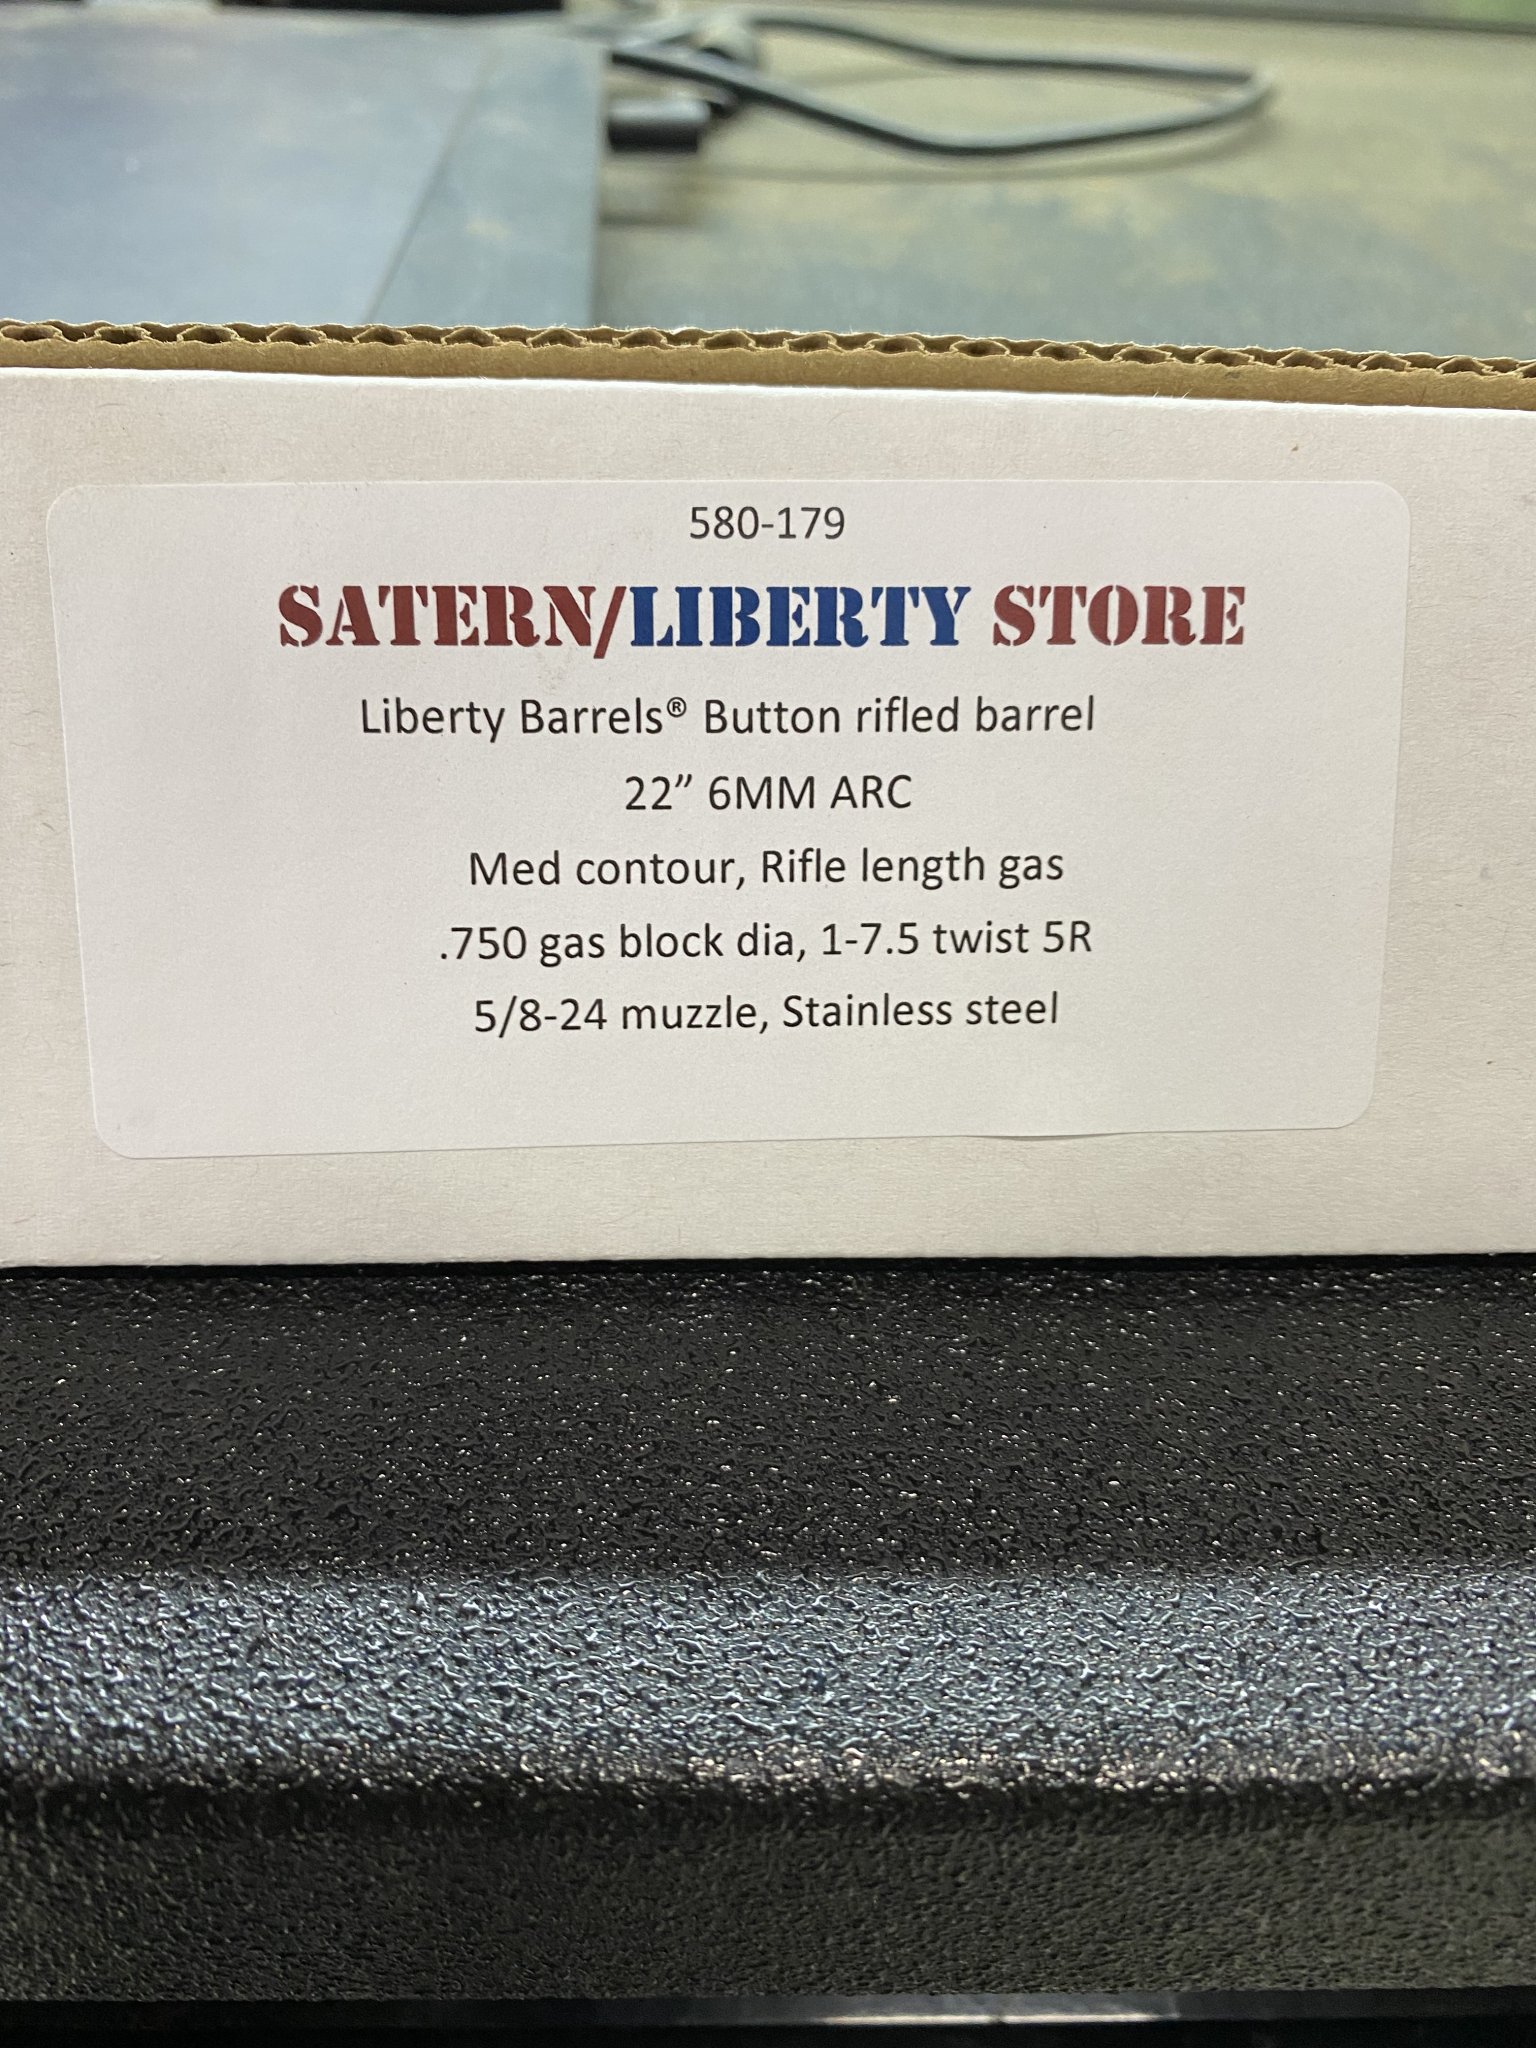 580-179
SATERN/LIBERTY STORE
Liberty Barrels® Button rifled barrel
22” 6MM ARC
Med contour, Rifle length gas
.750 gas block dia, 1-7.5 twist 5R
5/8-24 muzzle, Stainless steel